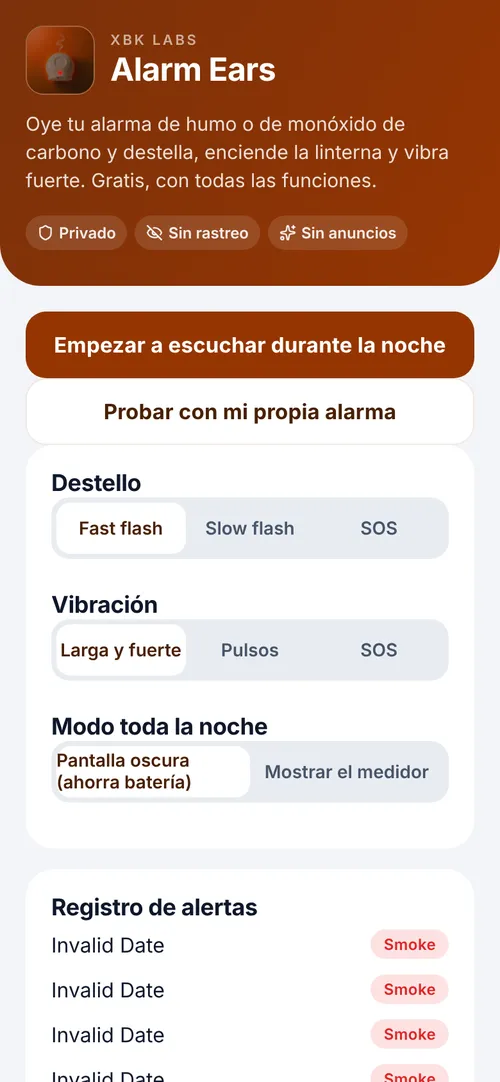 XBK LABS
Alarm Ears
Oye tu alarma de humo o de monóxido de
carbono y destella, enciende la linterna y vibra
fuerte. Gratis, con todas las funciones.
Privado
Sin rastreo
Sin anuncios
Empezar a escuchar durante la noche
Probar con mi propia alarma
Destello
Fast flash
Slow flash
SOS
Vibración
Larga y fuerte
Pulsos
SOS
Modo toda la noche
Pantalla oscura
(ahorra batería)
Mostrar el medidor
Registro de alertas
Invalid Date
Smoke
Invalid Date
Smoke
Invalid Date
Smoke
Invalid Date
Smoke